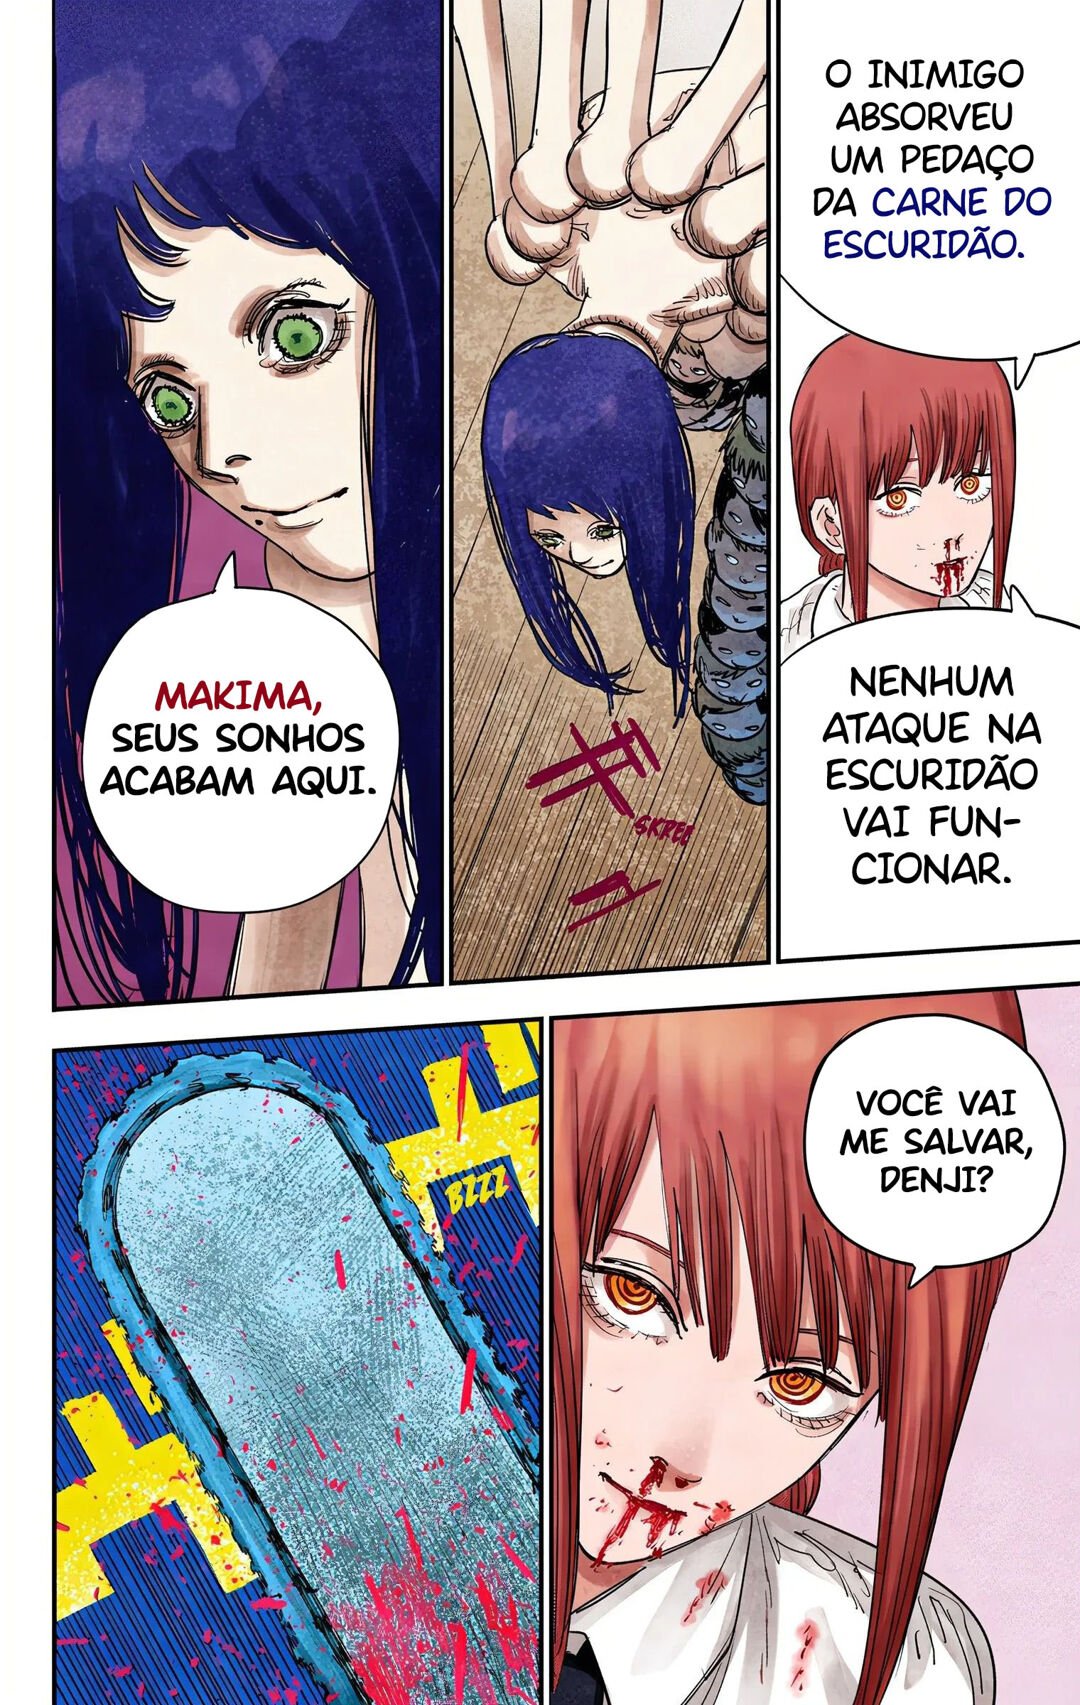 O INIMIGO
ABSORVEU
UM PEDAÇO
DA CARNE DO
ESCURIDÃO.
NENHUM
ATAQUE NA
ESCURIDÃO
VAI FUN-
CIONAR.
SKREE
MAKIMA,
SEUS SONHOS
ACABAM AQUI.
VOCÊ VAI
ME SALVAR,
DENJI?
BZZZ